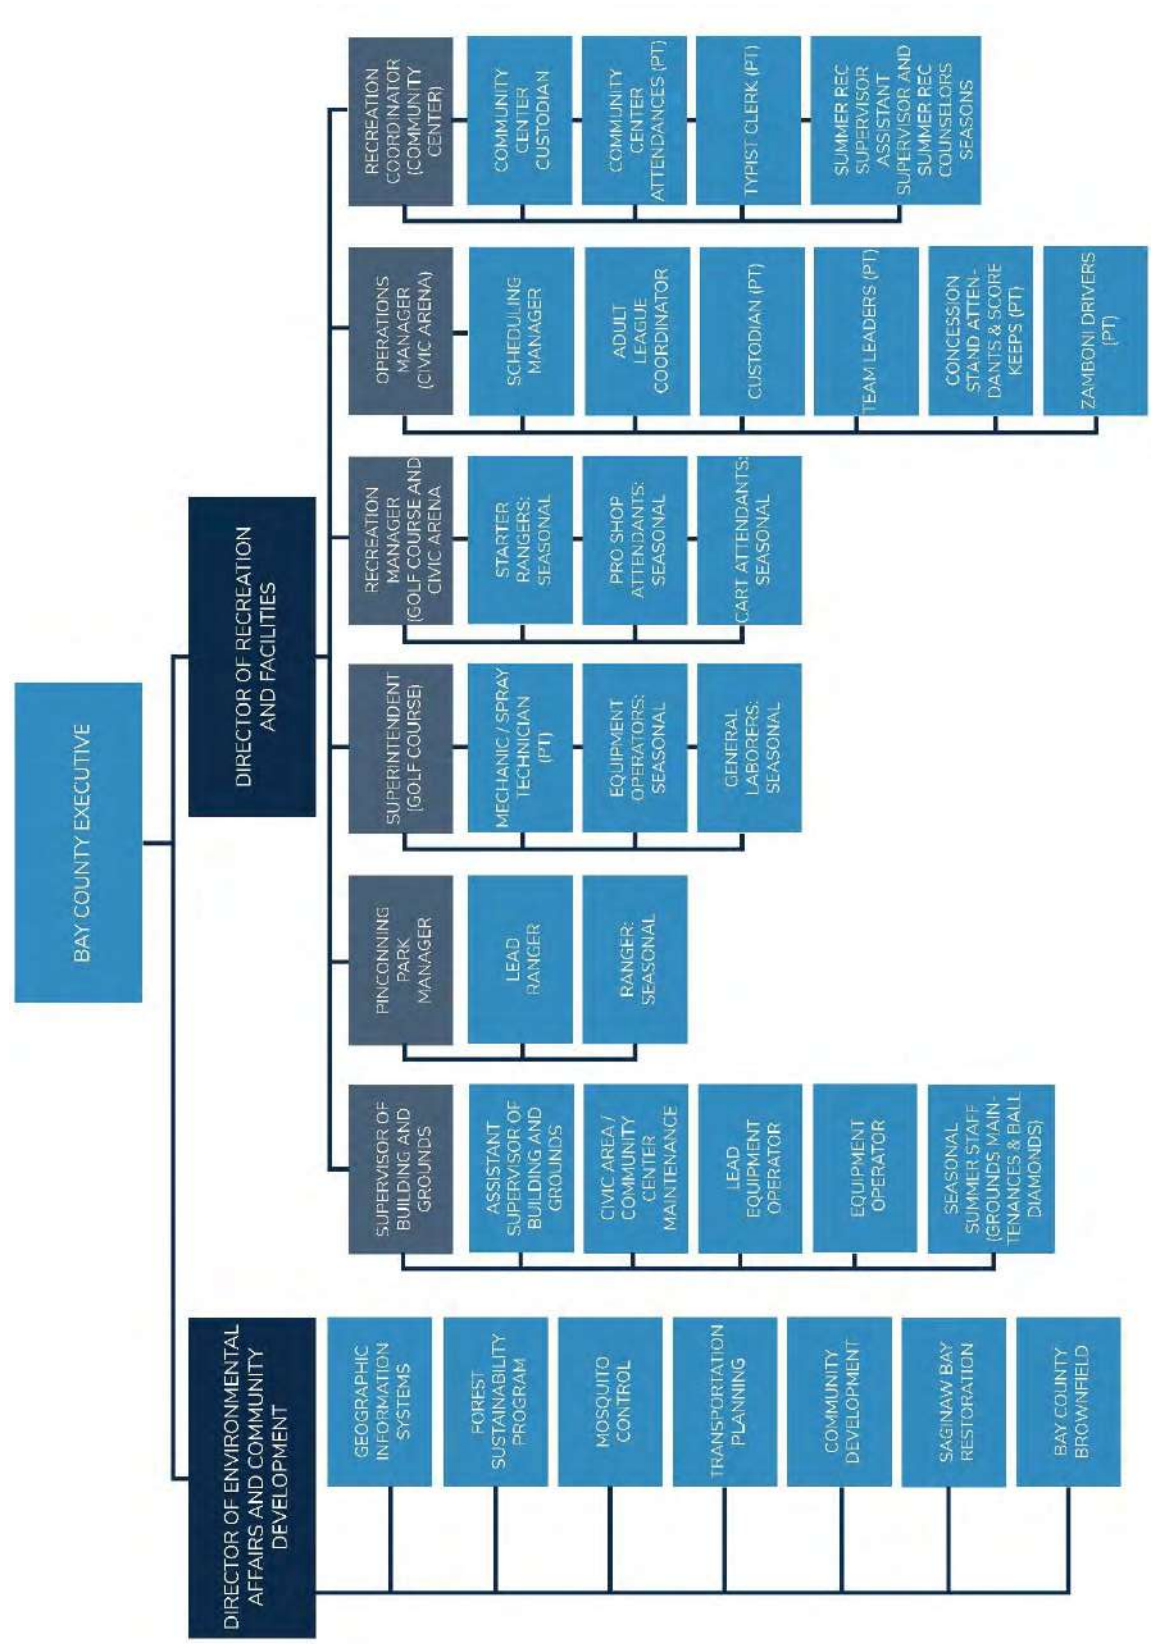 BAY COUNTY EXECUTIVE
DIRECTOR OF ENVIRONMENTAL
AFFAIRS AND COMMUNITY
DEVELOPMENT
GEOGRAPHIC
INFORMATION
SYSTEMS
FOREST
SUSTAINABILITY
PROGRAM
MOSQUITO
CONTROL
TRANSPORTATION
PLANNING
COMMUNITY
DEVELOPMENT
SAGINAW BAY
RESTORATION
BAY COUNTY
BROWNFIELD
DIRECTOR OF RECREATION
AND FACILITIES
SUPERVISOR OF
BUILDING AND
GROUNDS
ASSISTANT
SUPERVISOR OF
BUILDING AND
GROUNDS
CIVIC AREA /
COMMUNITY
CENTER
MAINTENANCE
LEAD
EQUIPMENT
OPERATOR
EQUIPMENT
OPERATOR
SEASONAL
SUMMER STAFF
(GROUNDS MAIN-
TENANCES & BALL
DIAMONDS)
PINCONNING
PARK
MANAGER
LEAD
RANGER
RANGER:
SEASONAL
SUPERINTENDENT
(GOLF COURSE)
MECHANIC / SPRAY
TECHNICIAN
(PT)
EQUIPMENT
OPERATORS:
SEASONAL
GENERAL
LABORERS:
SEASONAL
RECREATION
MANAGER
(GOLF COURSE AND
CIVIC ARENA
STARTER
RANGERS:
SEASONAL
PRO SHOP
ATTENDANTS:
SEASONAL
CART ATTENDANTS:
SEASONAL
OPERATIONS
MANAGER
(CIVIC ARENA)
SCHEDULING
MANAGER
ADULT
LEAGUE
COORDINATOR
CUSTODIAN (PT)
TEAM LEADERS (PT)
CONCESSION
STAND ATTEN-
DANTS & SCORE
KEEPS (PT)
ZAMBONI DRIVERS
(PT)
RECREATION
COORDINATOR
(COMMUNITY
CENTER)
COMMUNITY
CENTER
CUSTODIAN
COMMUNITY
CENTER
ATTENDANCES (PT)
TYPIST CLERK (PT)
SUMMER REC
SUPERVISOR
ASSISTANT
SUPERVISOR AND
SUMMER REC
COUNSELORS
SEASONS